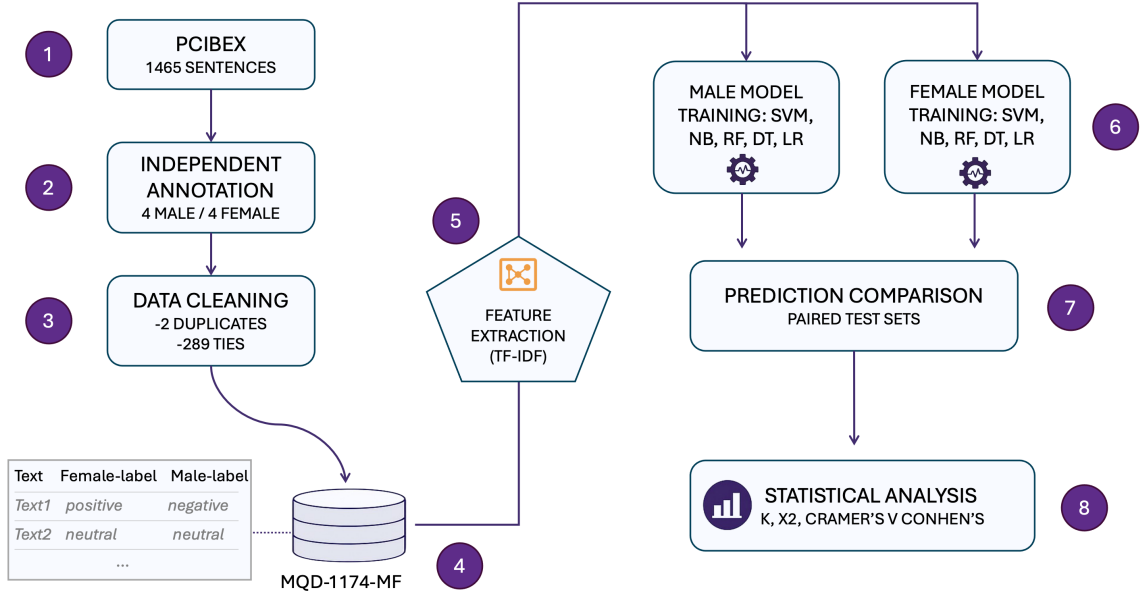 1
PCIBEX
1465 SENTENCES
2
INDEPENDENT
ANNOTATION
4 MALE / 4 FEMALE
3
DATA CLEANING
-2 DUPLICATES
-289 TIES
Text Female-label Male-label
Text1 positive negative
Text2 neutral neutral
...
MQD-1174-MF
4
5
FEATURE
EXTRACTION
(TF-IDF)
MALE MODEL
TRAINING: SVM,
NB, RF, DT, LR
FEMALE MODEL
TRAINING: SVM,
NB, RF, DT, LR
6
PREDICTION COMPARISON
PAIRED TEST SETS
7
STATISTICAL ANALYSIS
K, X2, CRAMER'S V CONHEN'S
8